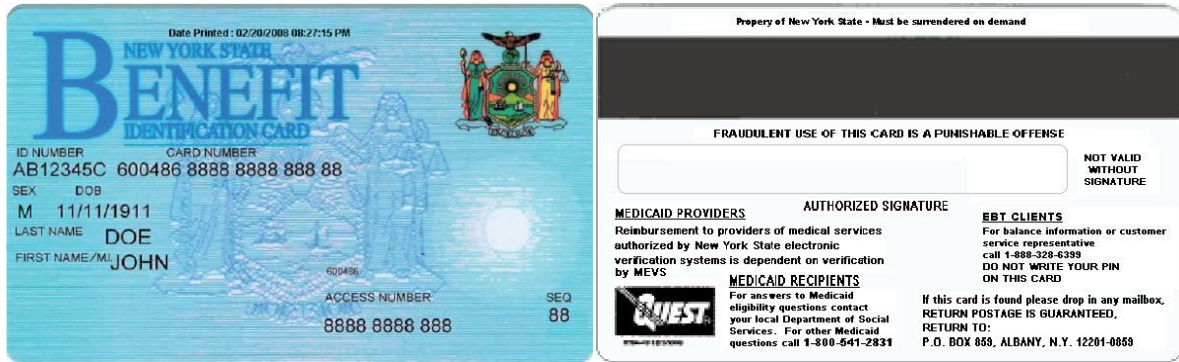 Date Printed : 02/20/2008 08:27:15 PM
NEW YORK STATE
BENEFIT
IDENTIFICATION CARD
ID NUMBER CARD NUMBER
AB12345C 600486 8888 8888 888 88
SEX DOB
M 11/11/1911
LAST NAME DOE
FIRST NAME/M.I. JOHN
600486
ACCESS NUMBER SEQ
8888 8888 888 88
EXCELSIOR
Propery of New York State - Must be surrendered on demand
FRAUDULENT USE OF THIS CARD IS A PUNISHABLE OFFENSE
NOT VALID
WITHOUT
SIGNATURE
AUTHORIZED SIGNATURE
MEDICAID PROVIDERS
Reimbursement to providers of medical services
authorized by New York State electronic
verification systems is dependent on verification
by MEVS
EBT CLIENTS
For balance information or customer
service representative
call 1-888-328-6399
DO NOT WRITE YOUR PIN
ON THIS CARD
QUEST
MEDICAID RECIPIENTS
For answers to Medicaid
eligibility questions contact
your local Department of Social
Services. For other Medicaid
questions call 1-800-541-2831
If this card is found please drop in any mailbox,
RETURN POSTAGE IS GUARANTEED,
RETURN TO:
P.O. BOX 859, ALBANY, N.Y. 12201-0859